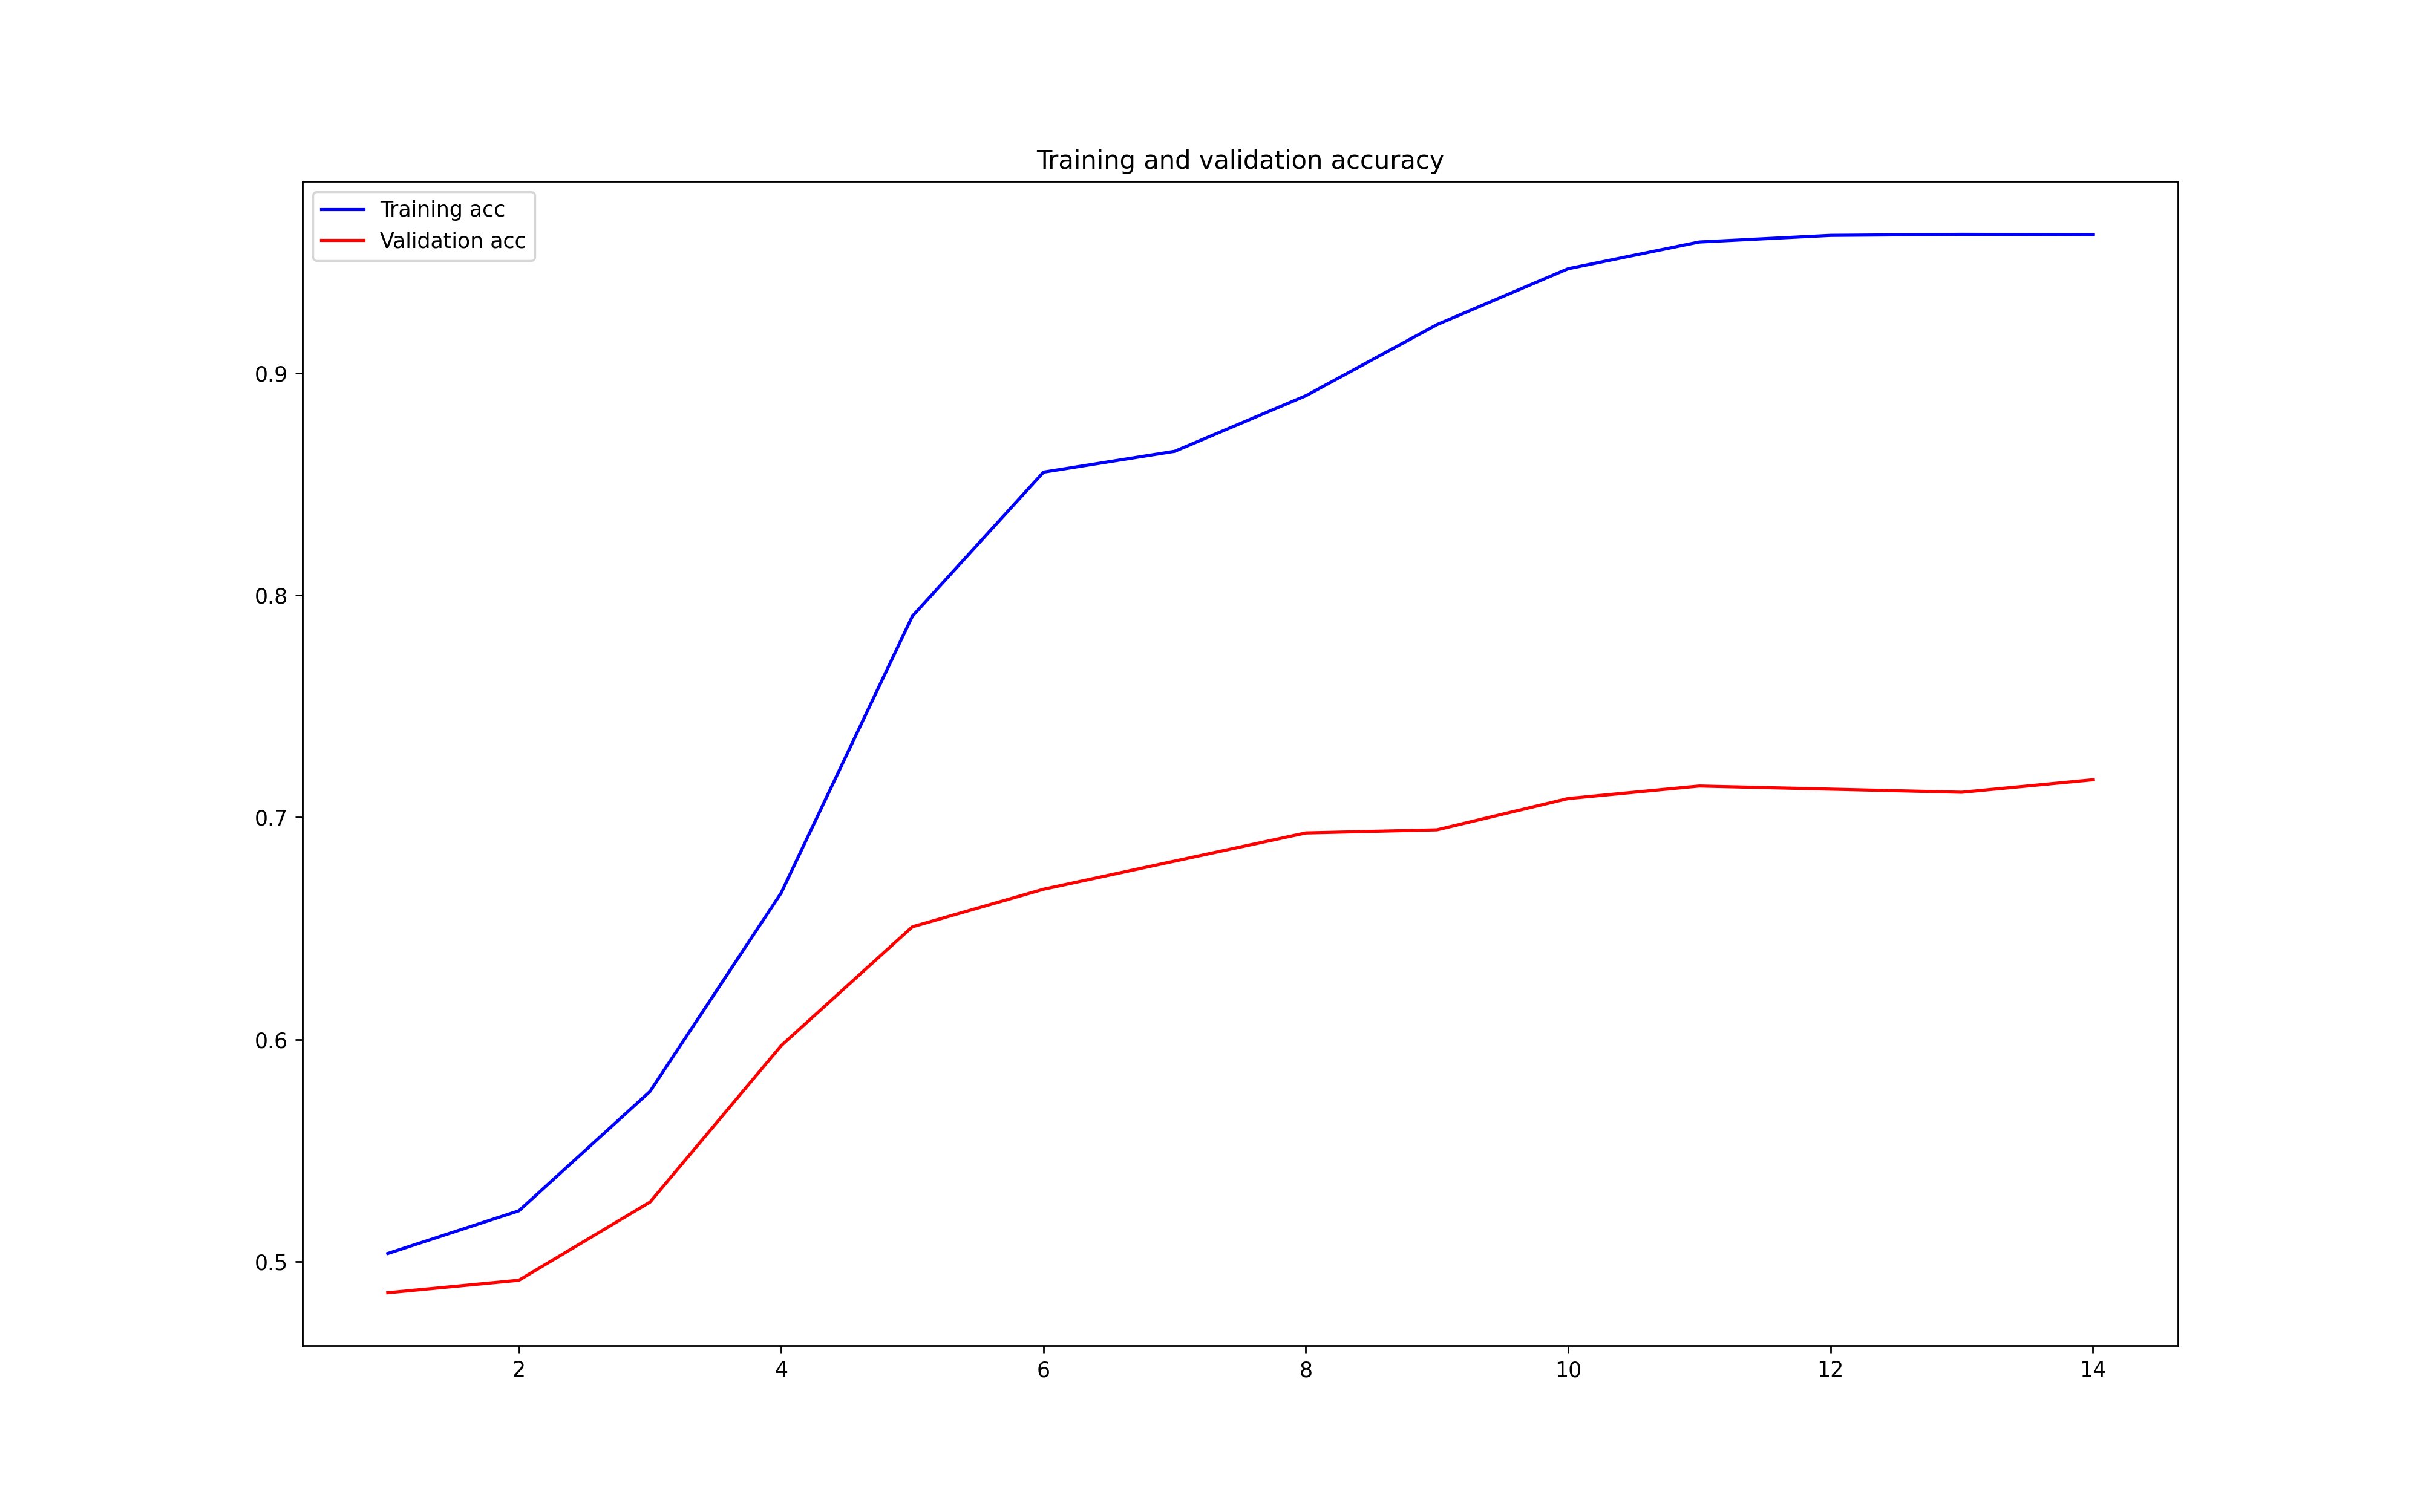 Training and validation accuracy
Training acc
Validation acc
0.9
0.8
0.7
0.6
0.5
2 4 6 8 10 12 14